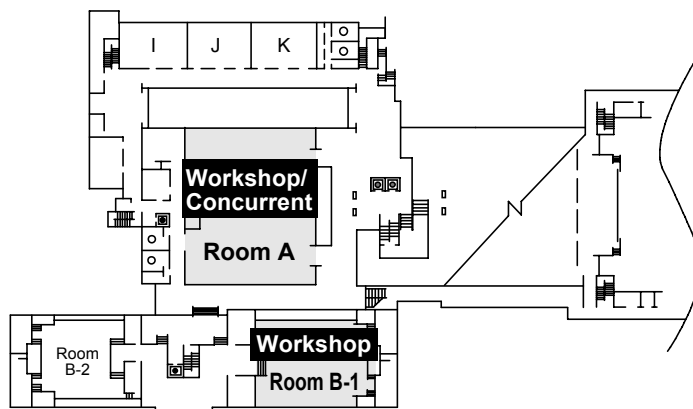 I J K
Workshop/
Concurrent
Room A
N
Workshop
Room B-1
Room
B-2